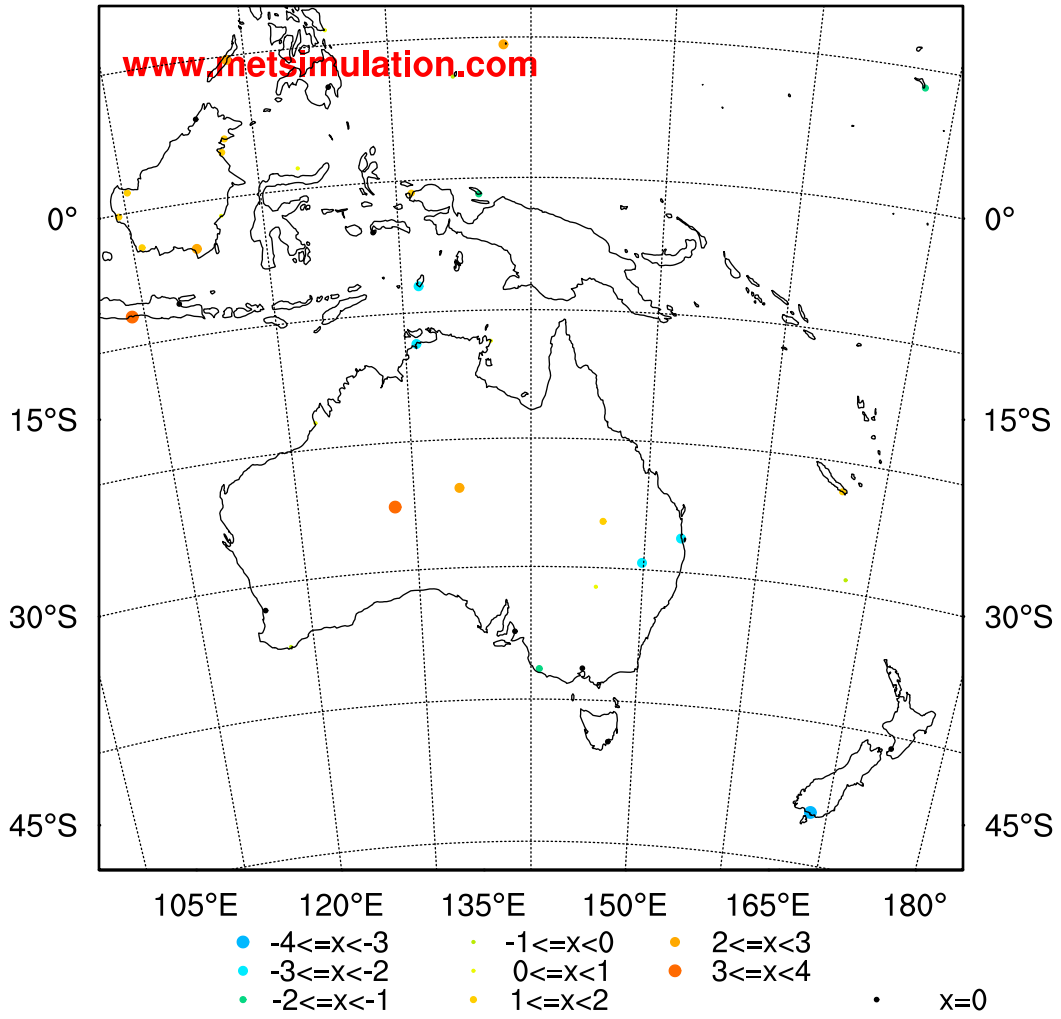 www.metsimulation.com
0° 0°
15°S 15°S
30°S 30°S
45°S 45°S
105°E 120°E 135°E 150°E 165°E 180°
-4<=x<-3 -1<=x<0 2<=x<3
-3<=x<-2 0<=x<1 3<=x<4
-2<=x<-1 1<=x<2 x=0